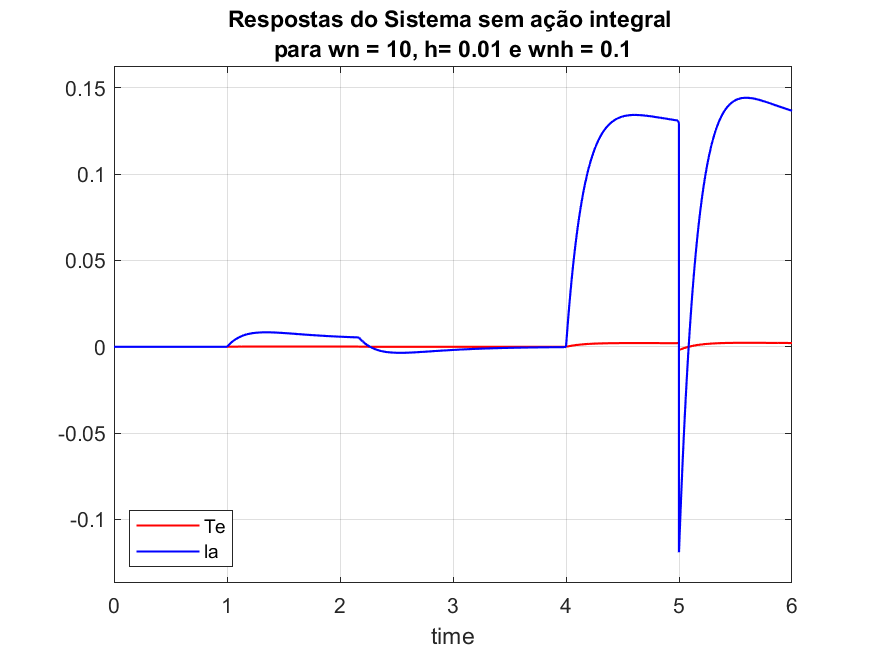 Respostas do Sistema sem ação integral
para wn = 10, h= 0.01 e wnh = 0.1
0.15
0.1
0.05
0
-0.05
-0.1
Te
Ia
0 1 2 3 4 5 6
time